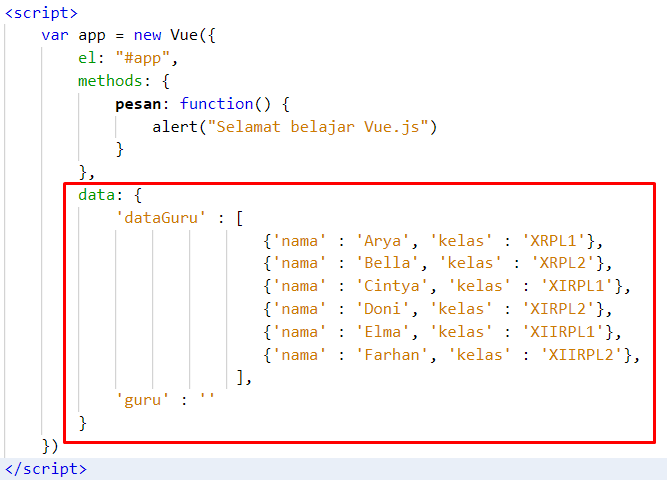 <script>
var app = new Vue({
el: "#app",
methods: {
pesan: function() {
alert("Selamat belajar Vue.js")
}
},
data: {
'dataGuru' : [
{'nama' : 'Arya', 'kelas' : 'XRPL1'},
{'nama' : 'Bella', 'kelas' : 'XRPL2'},
{'nama' : 'Cintya', 'kelas' : 'XIRPL1'},
{'nama' : 'Doni', 'kelas' : 'XIRPL2'},
{'nama' : 'Elma', 'kelas' : 'XIIRPL1'},
{'nama' : 'Farhan', 'kelas' : 'XIIRPL2'},
],
'guru' : ''
}
})
</script>